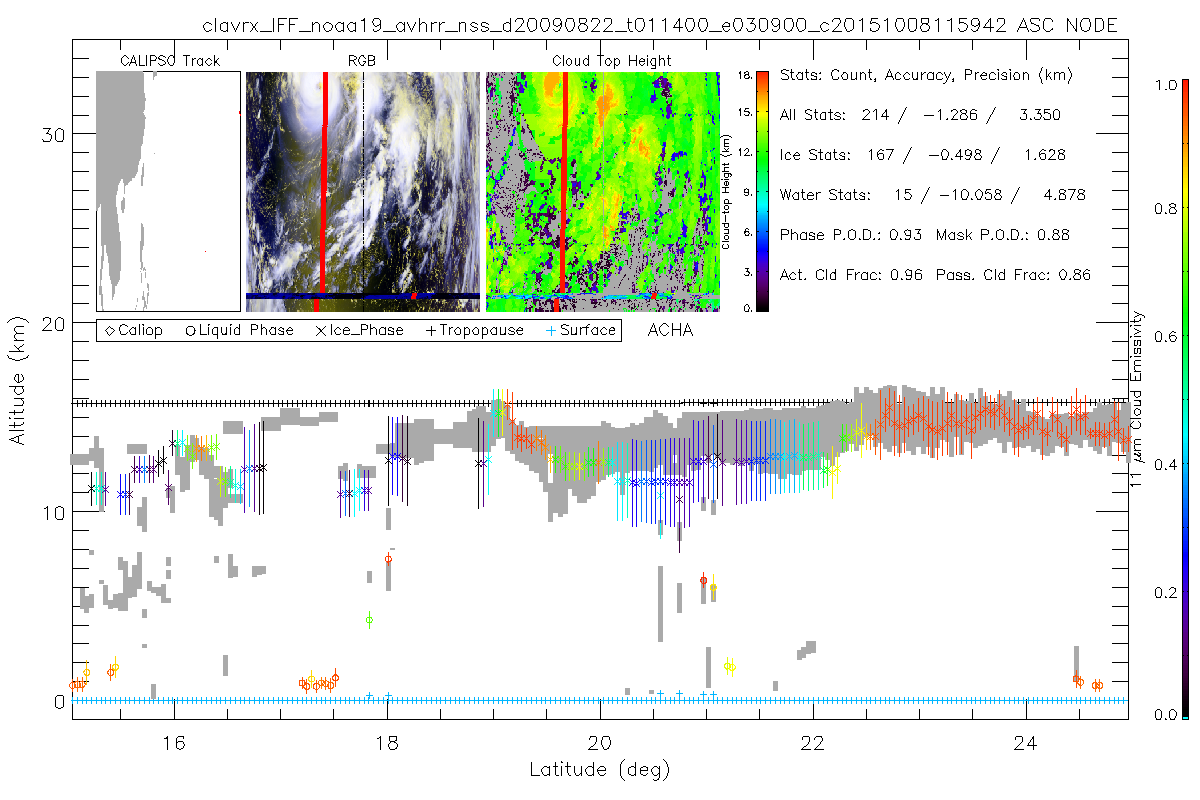 clavrx_IFF_noaa19_avhrr_nss_d20090822_t011400_e030900_c20151008115942 ASC NODE
CALIPSO Track
RGB
Cloud Top Height
18.
15.
12.
9.
6.
3.
0.
Cloud-top Height (km)
Stats: Count, Accuracy, Precision (km)
All Stats: 214 / -1.286 / 3.350
Ice Stats: 167 / -0.498 / 1.628
Water Stats: 15 / -10.058 / 4.878
Phase P.O.D.: 0.93 Mask P.O.D.: 0.88
Act. Cld Frac: 0.96 Pass. Cld Frac: 0.86
Caliop Liquid Phase Ice_Phase Tropopause Surface
ACHA
30
20
10
0
Altitude (km)
16 18 20 22 24
Latitude (deg)
1.0
0.8
0.6
0.4
0.2
0.0
11 μm Cloud Emissivity